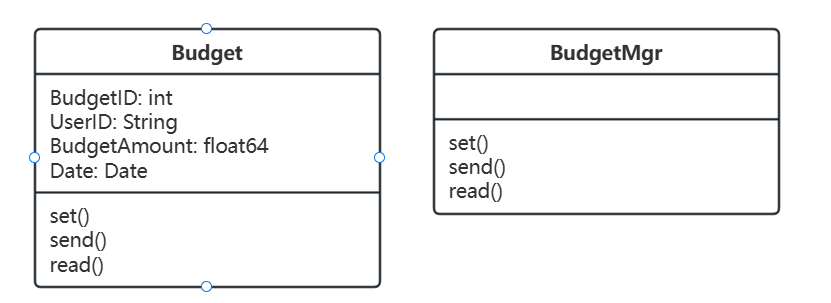 Budget
BudgetID: int
UserID: String
BudgetAmount: float64
Date: Date
set()
send()
read()
BudgetMgr
set()
send()
read()